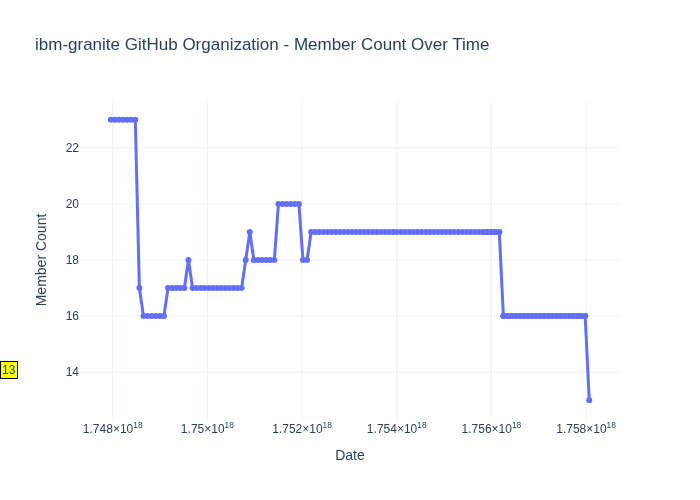 ibm-granite GitHub Organization - Member Count Over Time
22
20
18
16
14
Member Count
13
1.748×10¹⁸ 1.75×10¹⁸ 1.752×10¹⁸ 1.754×10¹⁸ 1.756×10¹⁸ 1.758×10¹⁸
Date